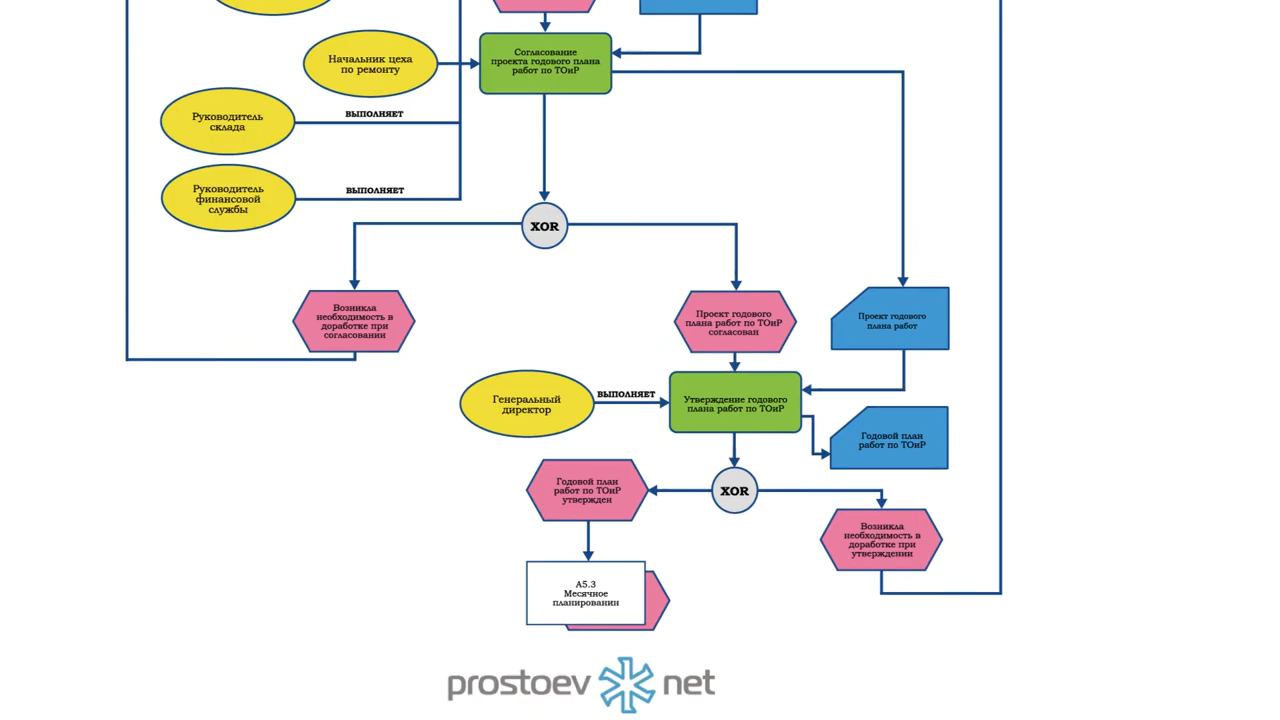 Согласование
проекта годового плана
работ по ТОиР
Начальник цеха
по ремонту
Руководитель
склада
ВЫПОЛНЯЕТ
Руководитель
финансовой
службы
ВЫПОЛНЯЕТ
XOR
Возникла
необходимость в
доработке при
согласовании
Проект годового
плана работ по ТОиР
согласован
Проект годового
плана работ
Генеральный
директор
ВЫПОЛНЯЕТ
Утверждение годового
плана работ по ТОиР
Годовой план
работ по ТОиР
Годовой план
работ по ТОиР
утвержден
XOR
Возникла
необходимость в
доработке при
утверждении
А5.3
Месячное
планированин
prostoev net